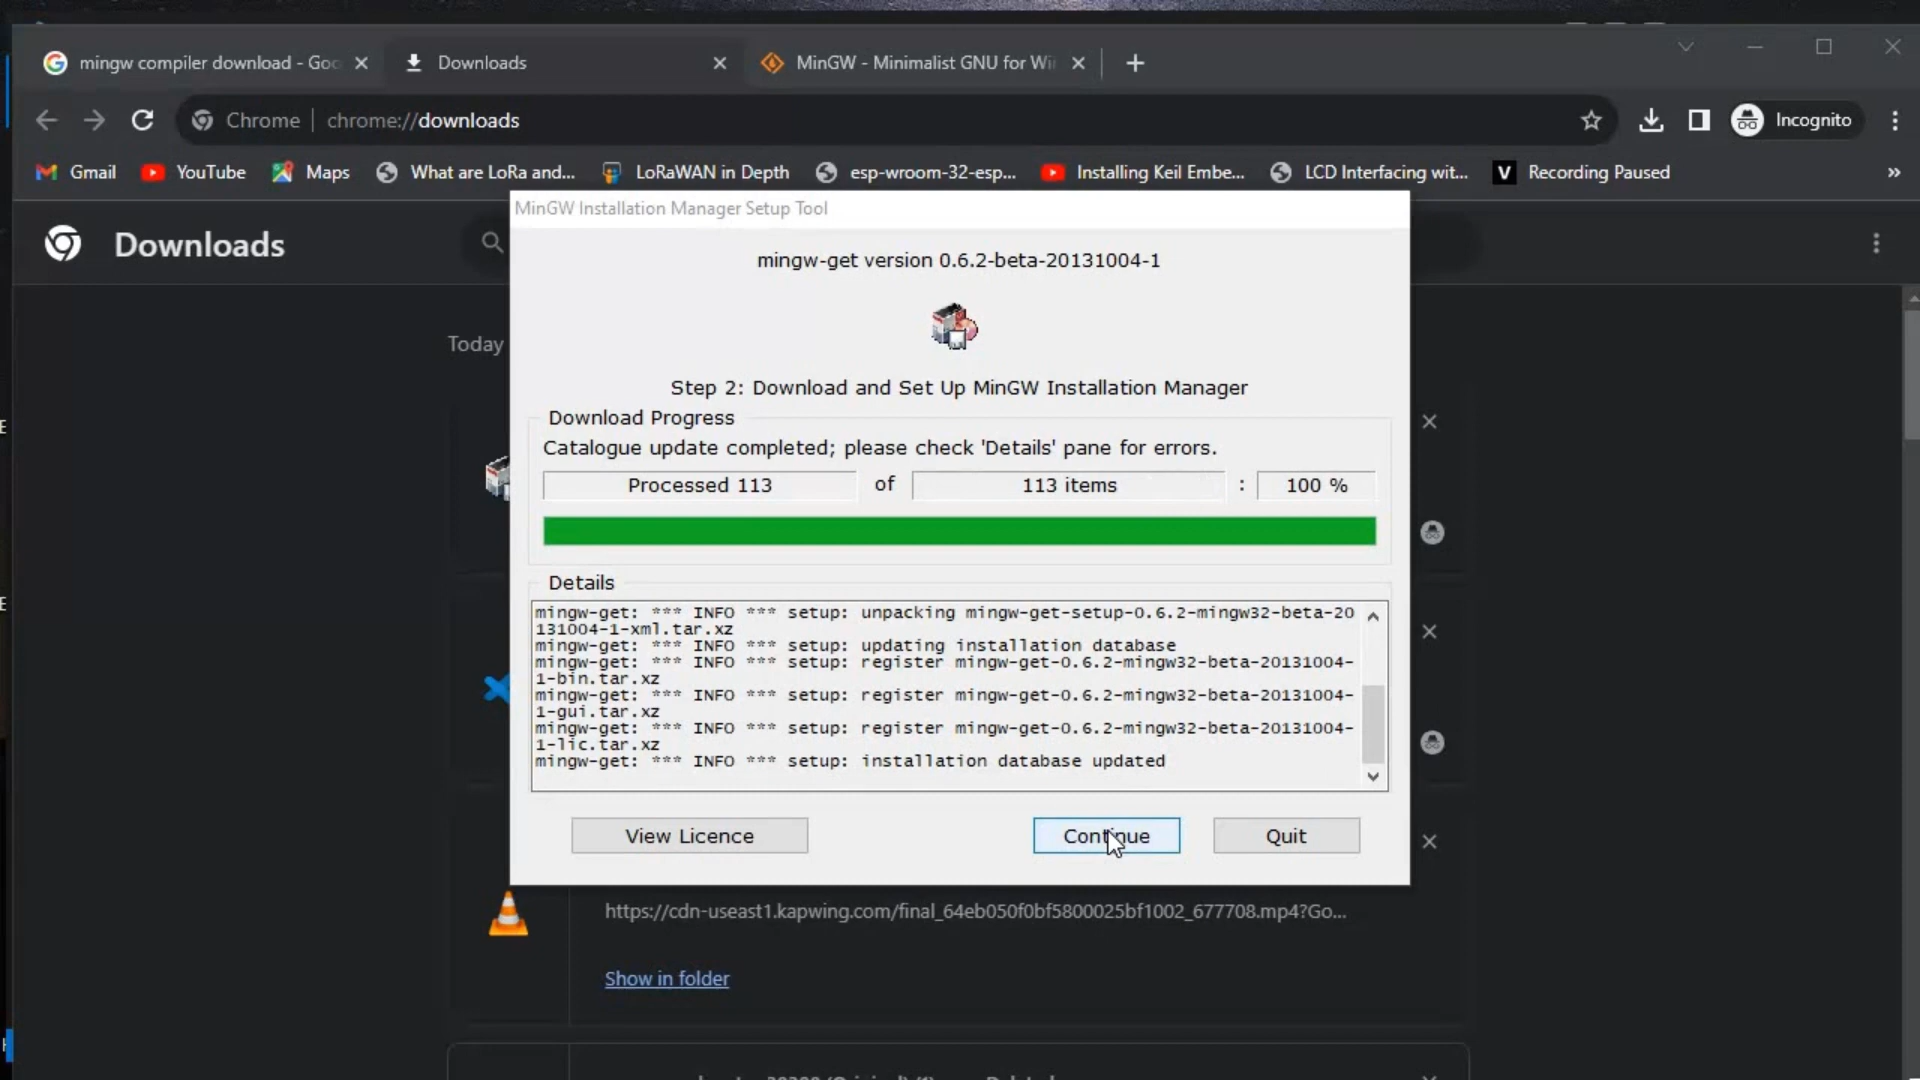 mingw compiler download - Goo
Downloads
MinGW - Minimalist GNU for Wi
Chrome
chrome://downloads
Incognito
Gmail
YouTube
Maps
What are LoRa and...
LoRaWAN in Depth
esp-wroom-32-esp...
Installing Keil Embe...
LCD Interfacing wit...
Recording Paused
»
MinGW Installation Manager Setup Tool
Downloads
mingw-get version 0.6.2-beta-20131004-1
Today
Step 2: Download and Set Up MinGW Installation Manager
Download Progress
Catalogue update completed; please check 'Details' pane for errors.
Processed 113 of 113 items : 100 %
Details
mingw-get: *** INFO *** setup: unpacking mingw-get-setup-0.6.2-mingw32-beta-20
131004-1-xml.tar.xz
mingw-get: *** INFO *** setup: updating installation database
mingw-get: *** INFO *** setup: register mingw-get-0.6.2-mingw32-beta-20131004-
1-bin.tar.xz
mingw-get: *** INFO *** setup: register mingw-get-0.6.2-mingw32-beta-20131004-
1-gui.tar.xz
mingw-get: *** INFO *** setup: register mingw-get-0.6.2-mingw32-beta-20131004-
1-lic.tar.xz
mingw-get: *** INFO *** setup: installation database updated
View Licence
Continue
Quit
https://cdn-useast1.kapwing.com/final_64eb050f0bf5800025bf1002_677708.mp4?Go...
Show in folder